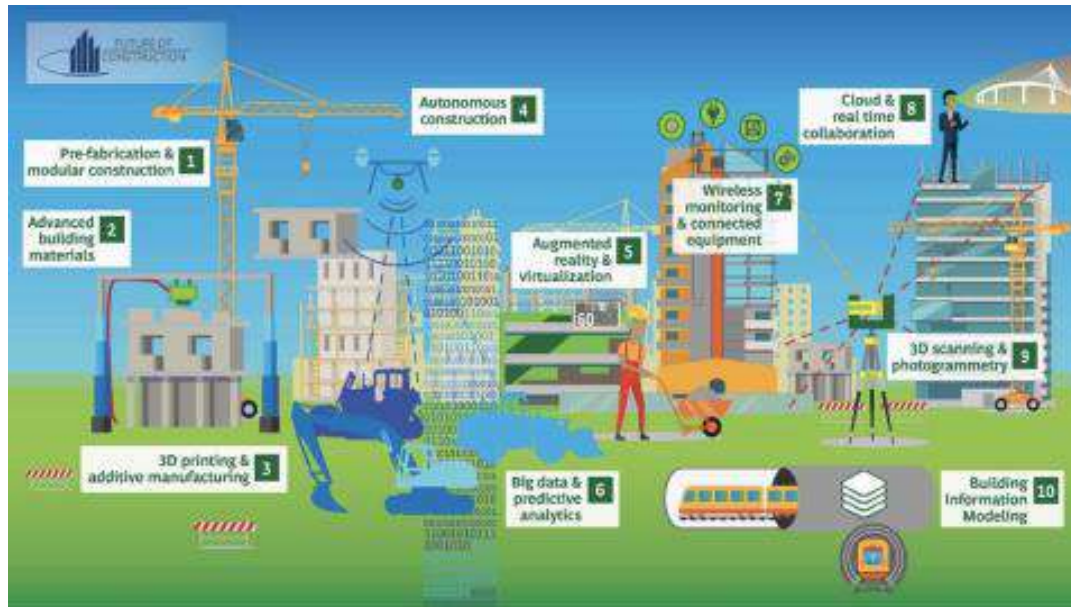 FUTURE OF
CONSTRUCTION
Pre-fabrication &
modular construction
1
Advanced
building
materials
2
3D printing &
additive manufacturing
3
Autonomous
construction
4
Augmented
reality &
virtualization
5
60
Big data &
predictive
analytics
6
Wireless
monitoring
& connected
equipment
7
Cloud &
real time
collaboration
8
3D scanning &
photogrammetry
9
Building
Information
Modeling
10